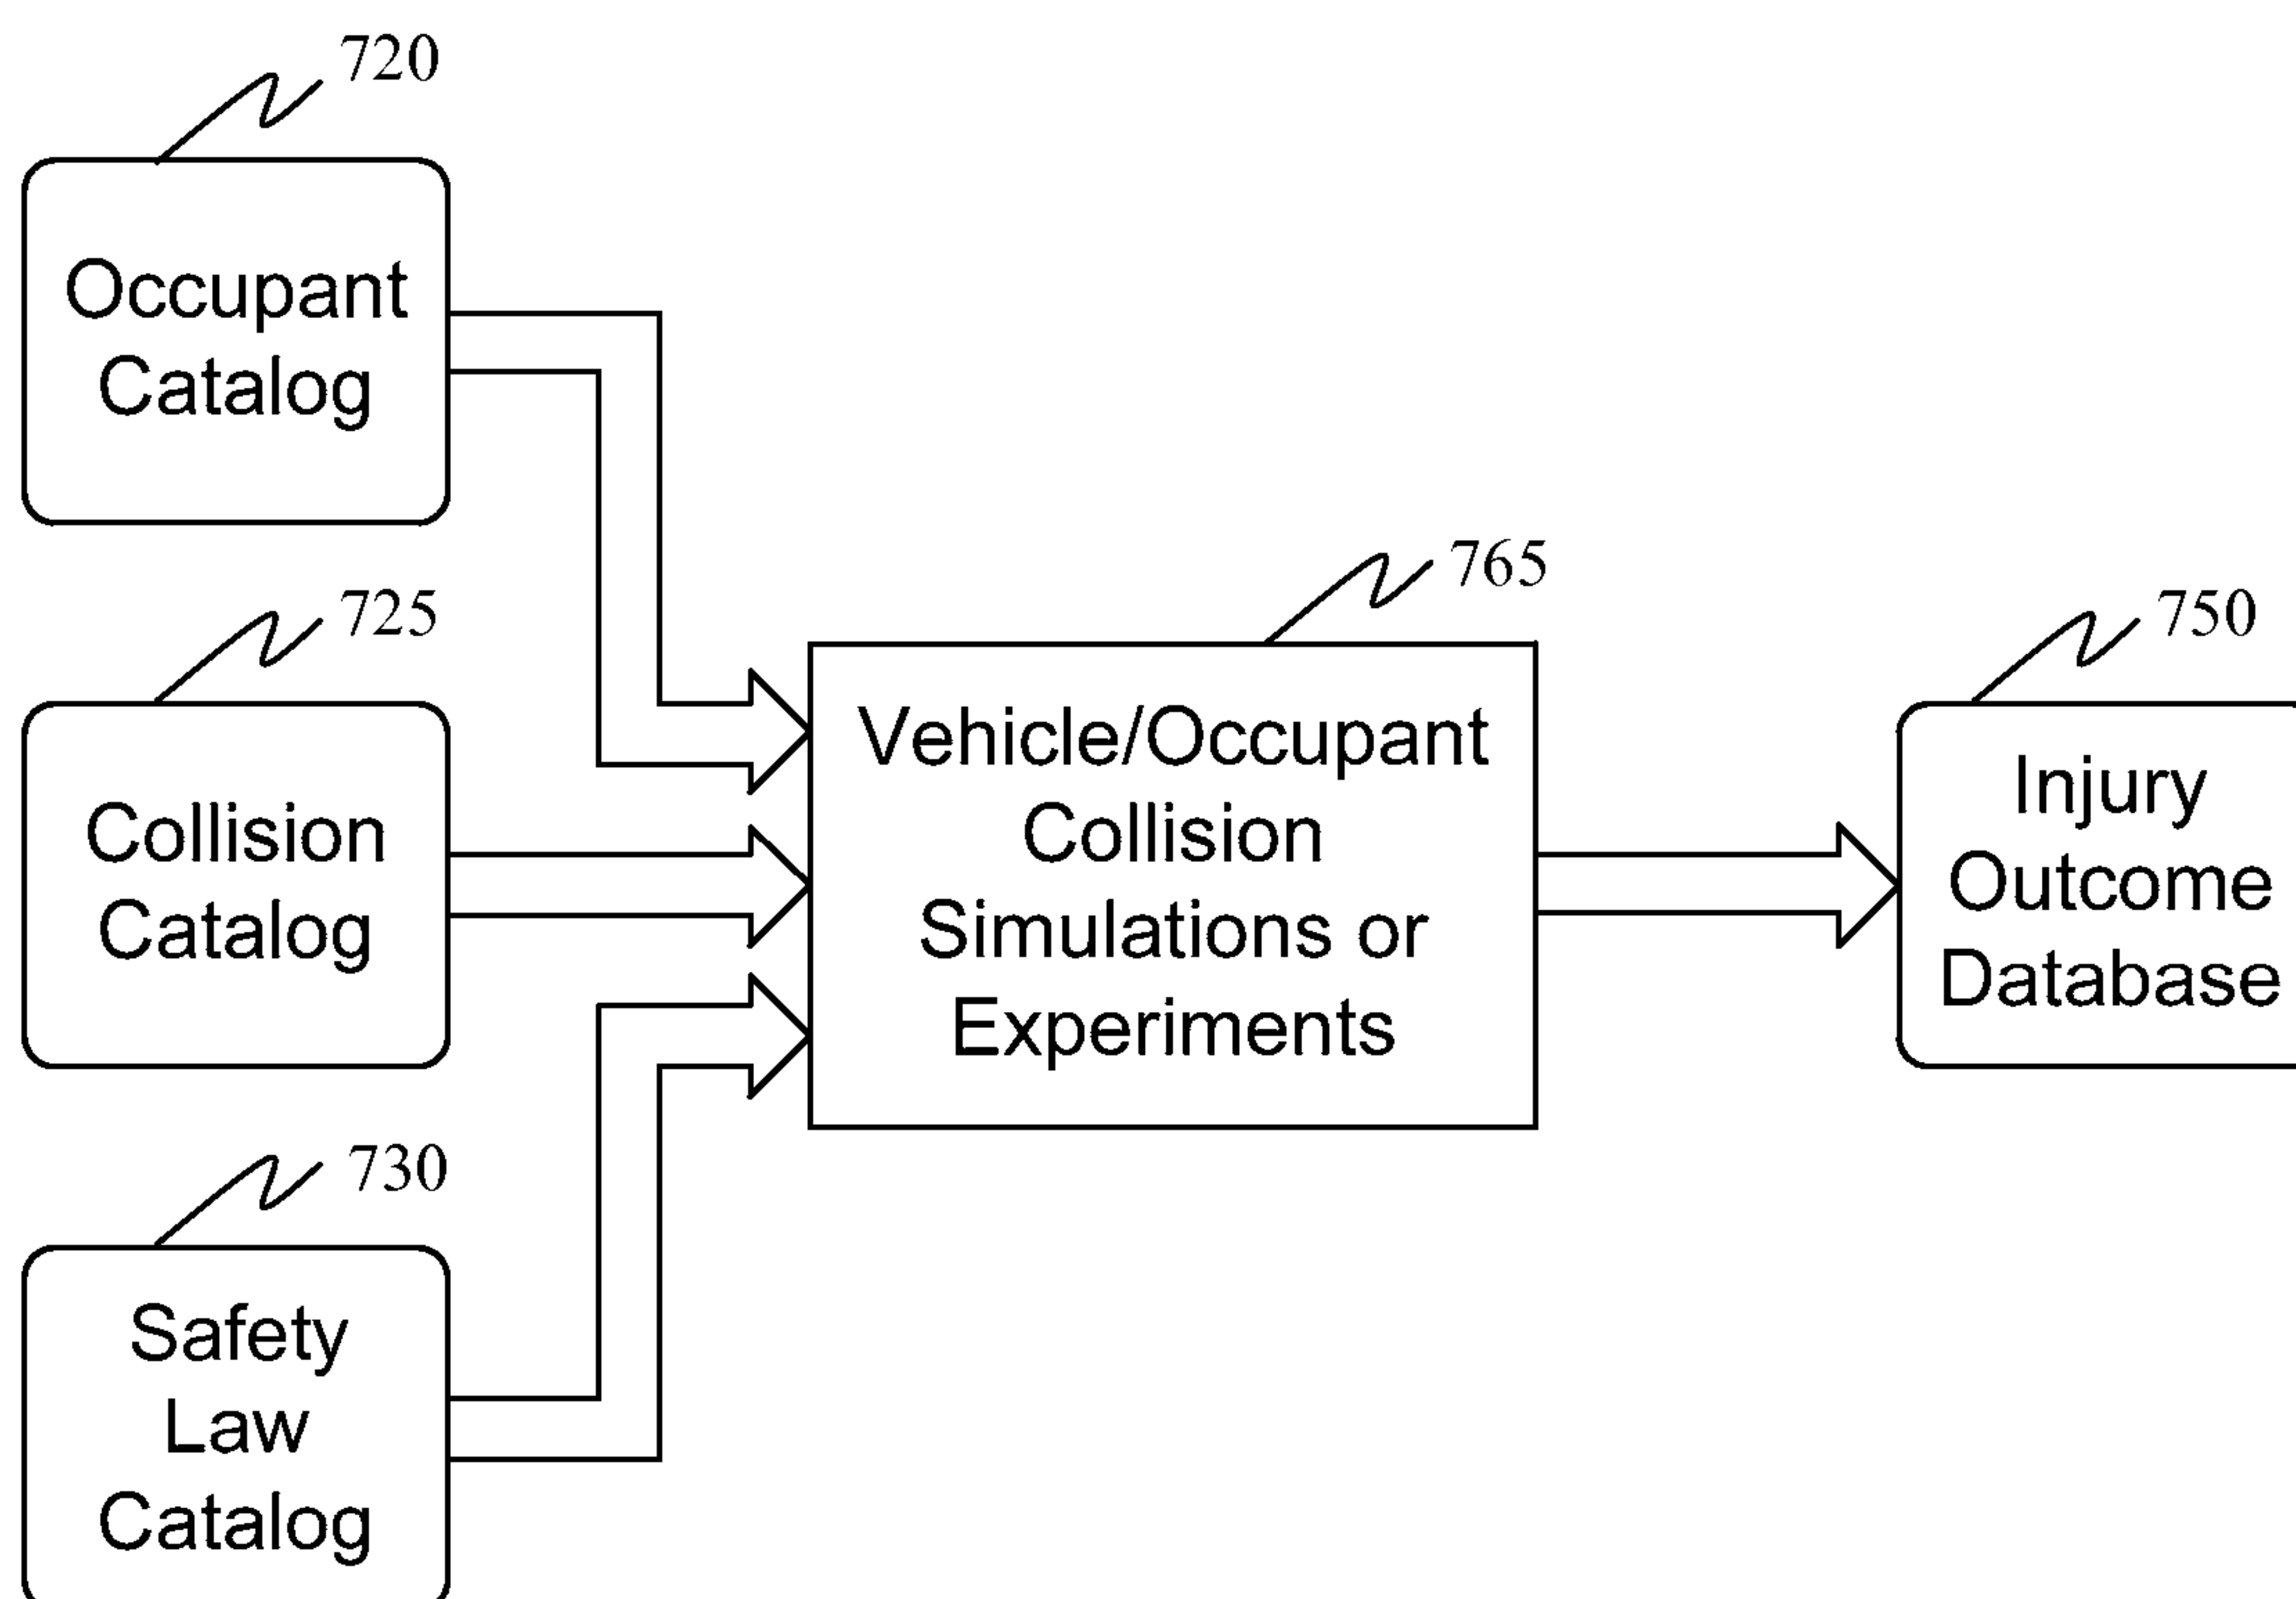 720
Occupant
Catalog
725
Collision
Catalog
730
Safety
Law
Catalog
765
Vehicle/Occupant
Collision
Simulations or
Experiments
750
Injury
Outcome
Database